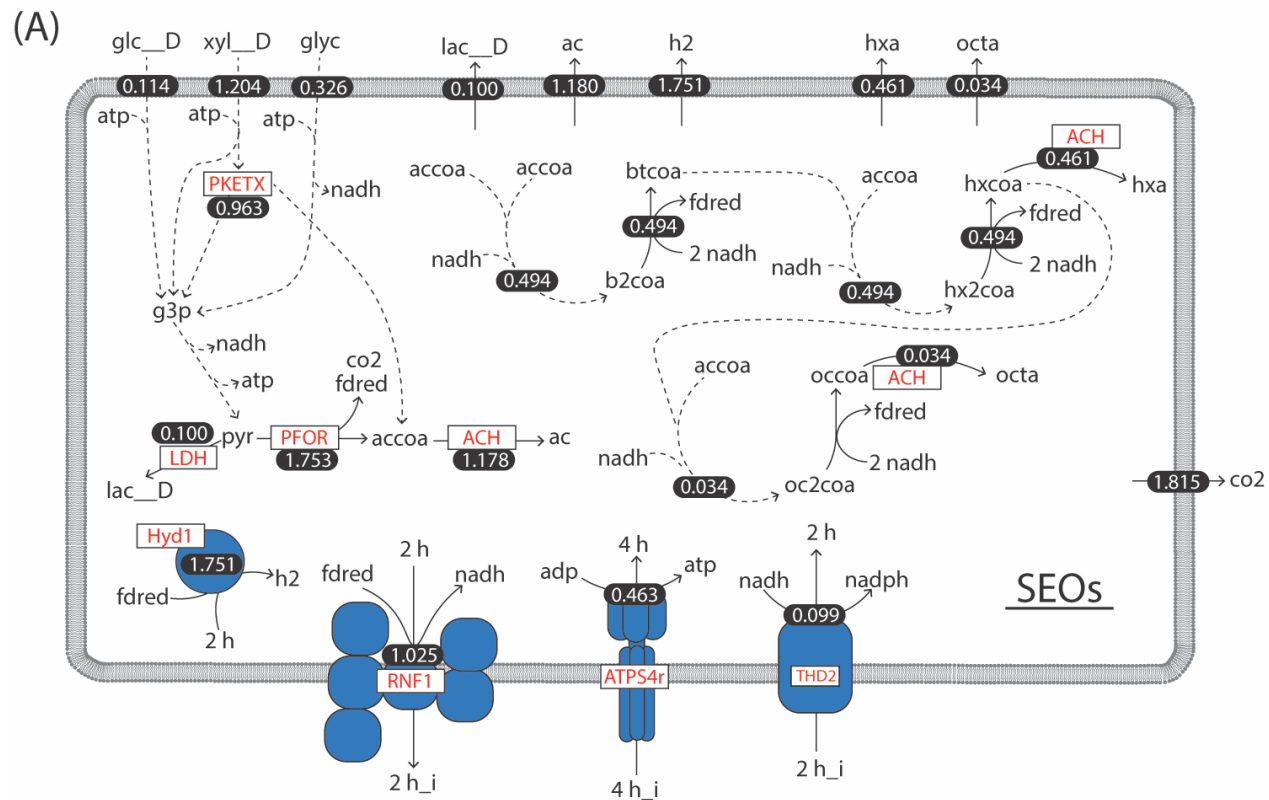 (A)
glc__D
xyl__D
glyc
lac__D
ac
h2
hxa
octa
0.114
1.204
0.326
0.100
1.180
1.751
0.461
0.034
atp
atp
atp
PKETX
0.963
nadh
g3p
nadh
atp
accoa
accoa
nadh
0.494
b2coa
btcoa
fdred
0.494
2 nadh
accoa
nadh
0.494
hx2coa
hxcoa
fdred
0.494
2 nadh
ACH
0.461
hxa
co2
fdred
0.100
pyr
LDH
lac__D
PFOR
1.753
accoa
ACH
1.178
ac
accoa
nadh
0.034
oc2coa
occoa
0.034
ACH
octa
fdred
2 nadh
1.815
co2
Hyd1
1.751
fdred
h2
2 h
2 h
fdred
nadh
1.025
RNF1
2 h_i
4 h
adp
atp
0.463
ATPS4r
4 h_i
2 h
nadh
nadph
0.099
THD2
2 h_i
SEOs